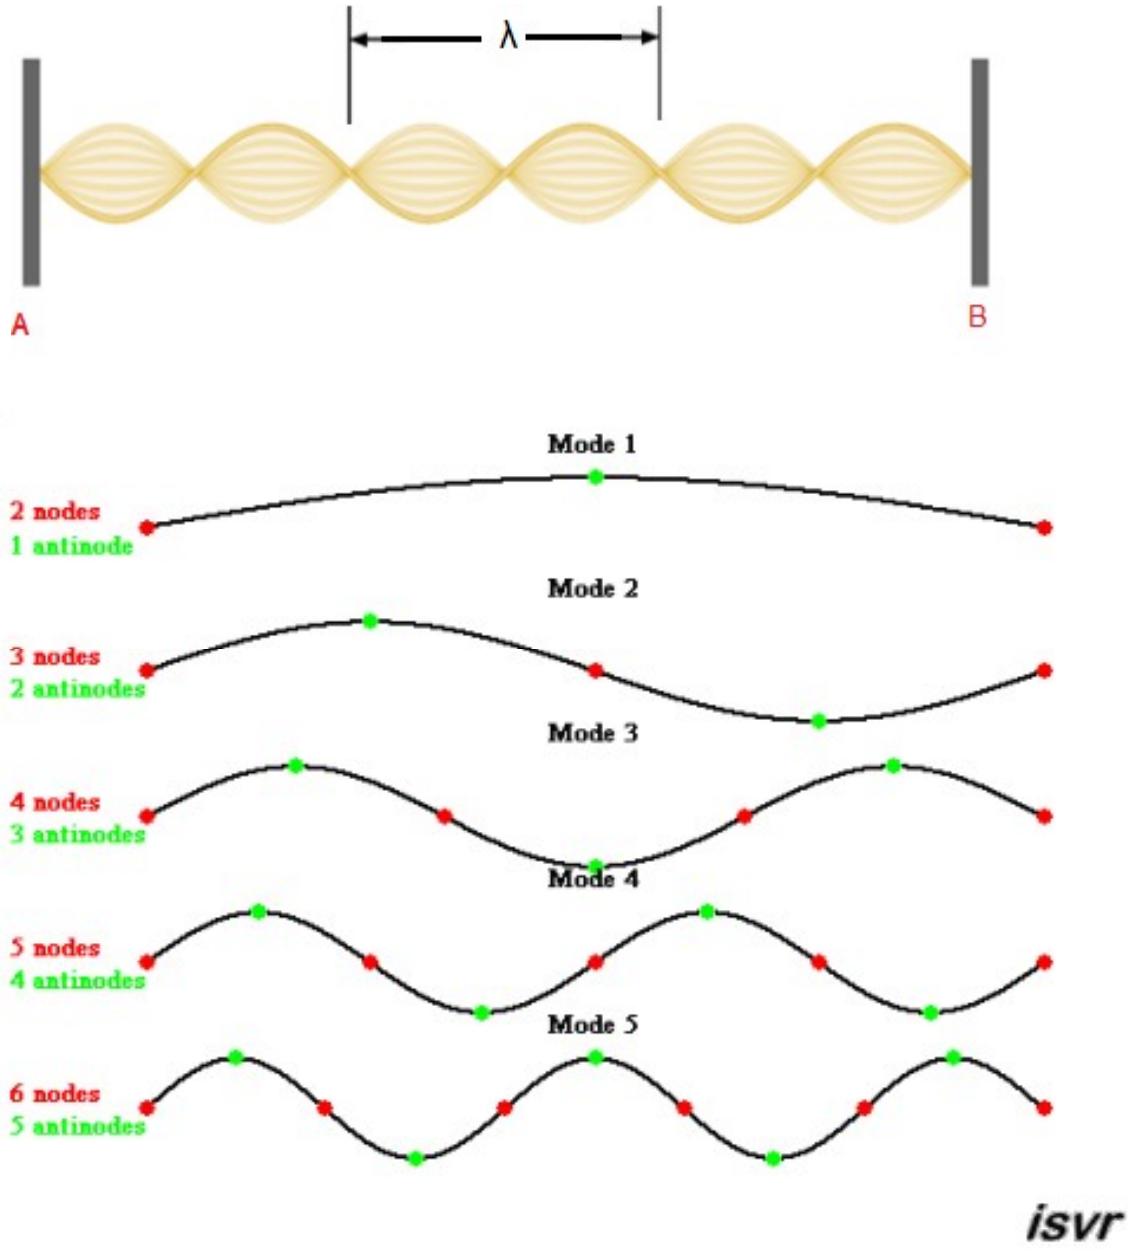 λ
A
B
Mode 1
2 nodes
1 antinode
Mode 2
3 nodes
2 antinodes
Mode 3
4 nodes
3 antinodes
Mode 4
5 nodes
4 antinodes
Mode 5
6 nodes
5 antinodes
isvr